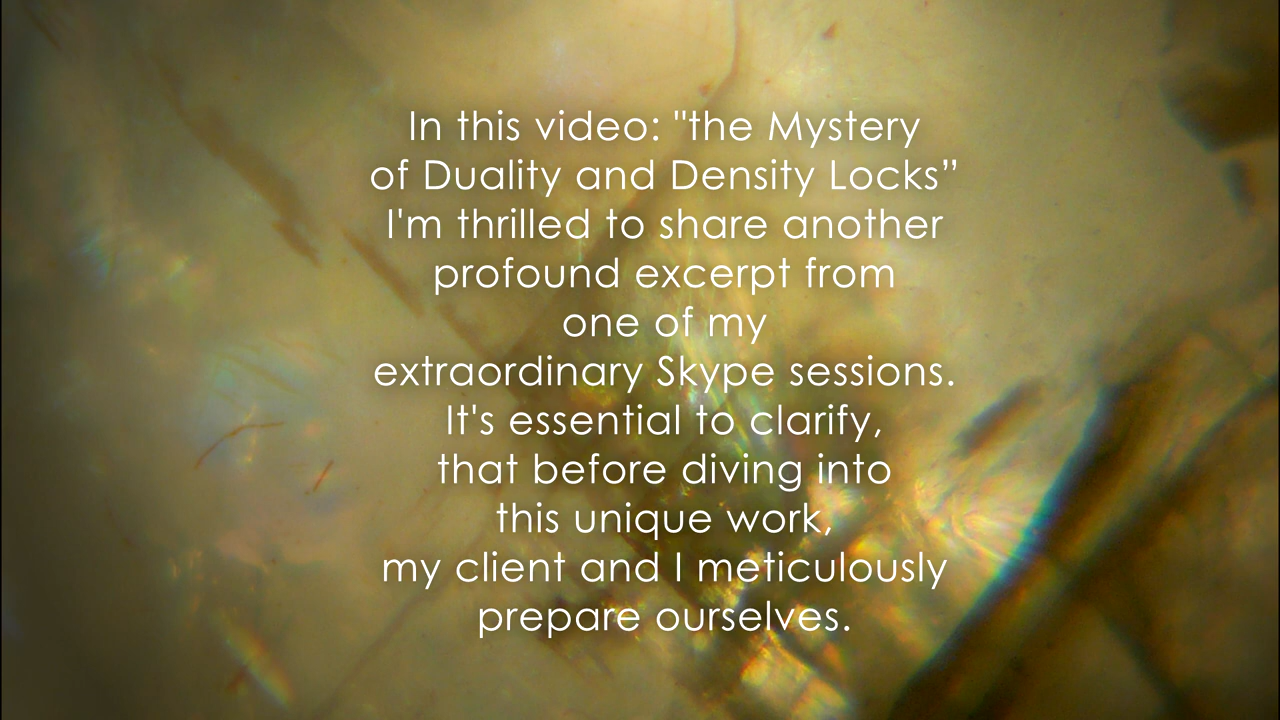 In this video: "the Mystery
of Duality and Density Locks”
I'm thrilled to share another
profound excerpt from
one of my
extraordinary Skype sessions.
It's essential to clarify,
that before diving into
this unique work,
my client and I meticulously
prepare ourselves.